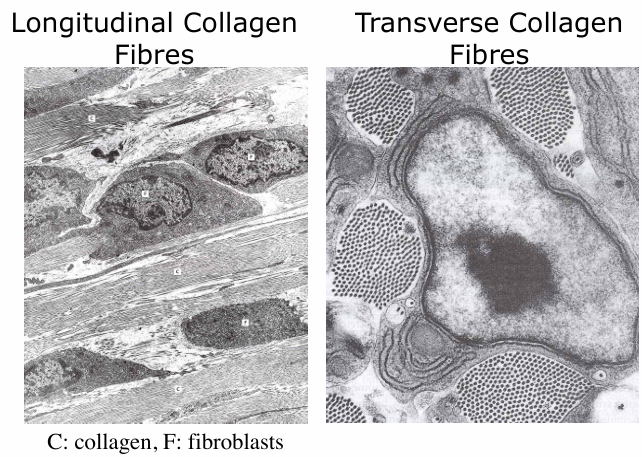 Longitudinal Collagen
Fibres
Transverse Collagen
Fibres
C
F
F
C
F
C
C: collagen, F: fibroblasts